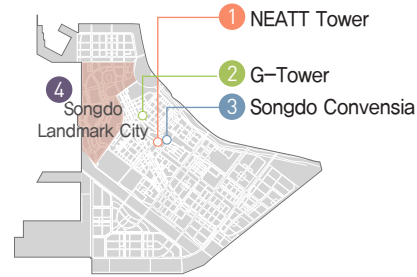 1 NEATT Tower
2 G-Tower
3 Songdo Convensia
4
Songdo
Landmark City